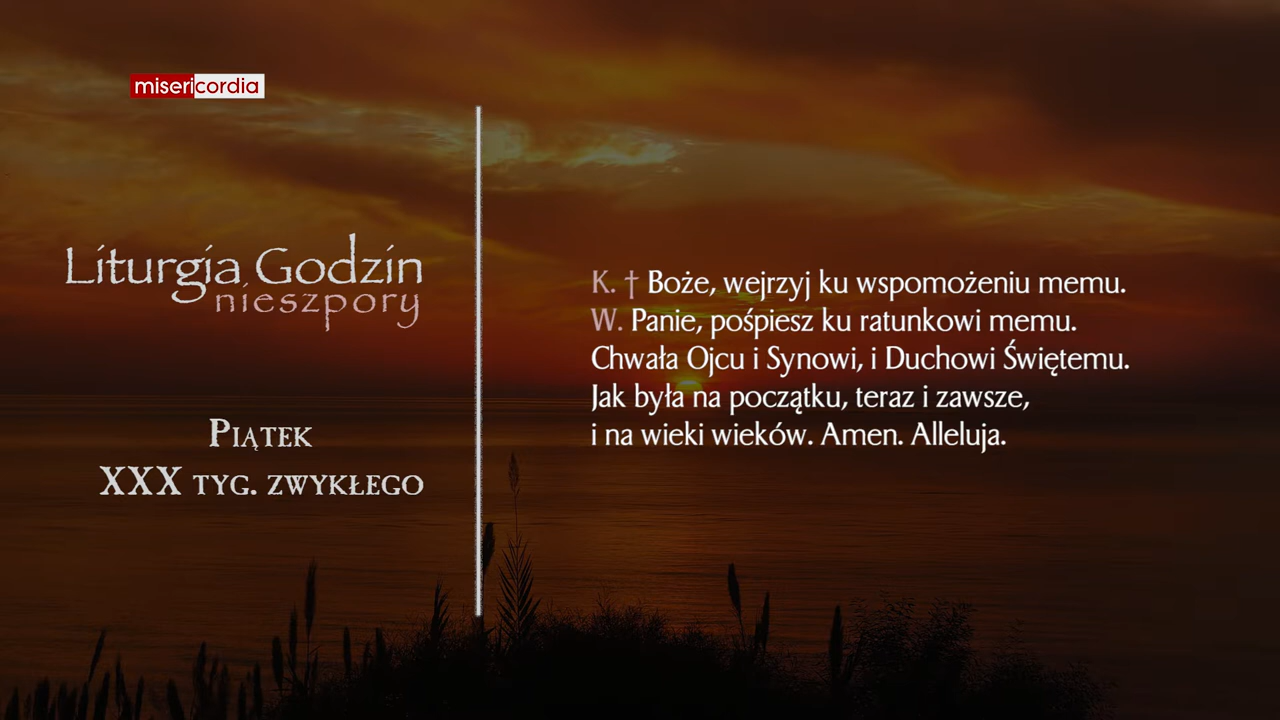 misericordia
Liturgia Godzin
nieszpory
Piątek
XXX tyg. zwykłego
K. † Boże, wejrzyj ku wspomożeniu memu.
W. Panie, pośpiesz ku ratunkowi memu.
Chwała Ojcu i Synowi, i Duchowi Świętemu.
Jak była na początku, teraz i zawsze,
i na wieki wieków. Amen. Alleluja.